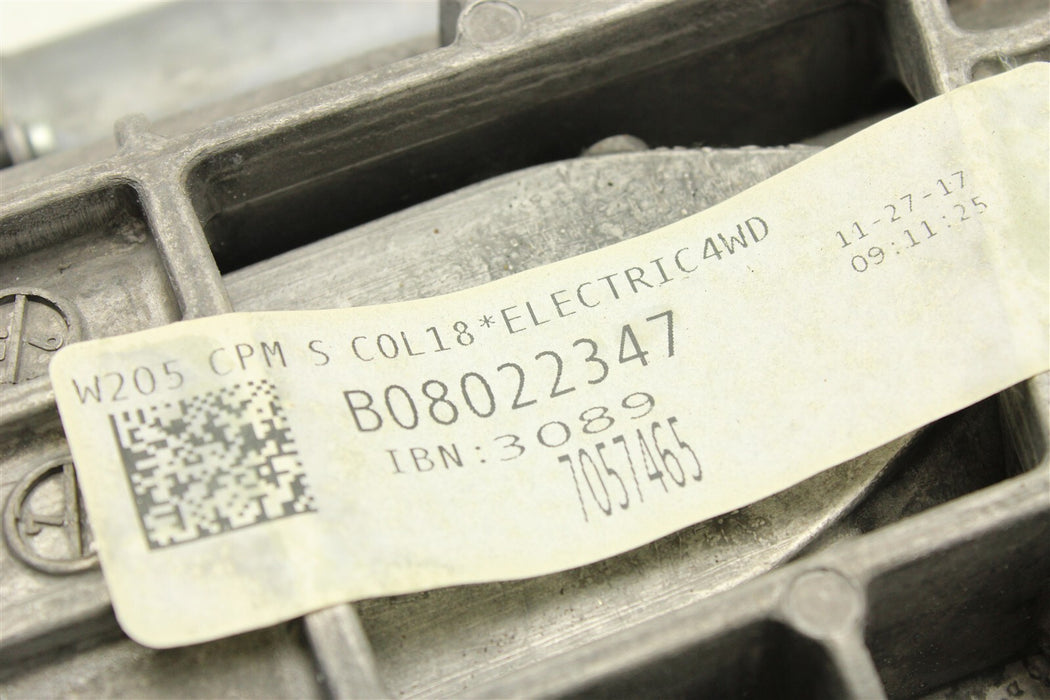 W205 CPM S COL18*ELECTRIC4WD
11-27-17
09:11:25
B08022347
IBN:3089
7057465